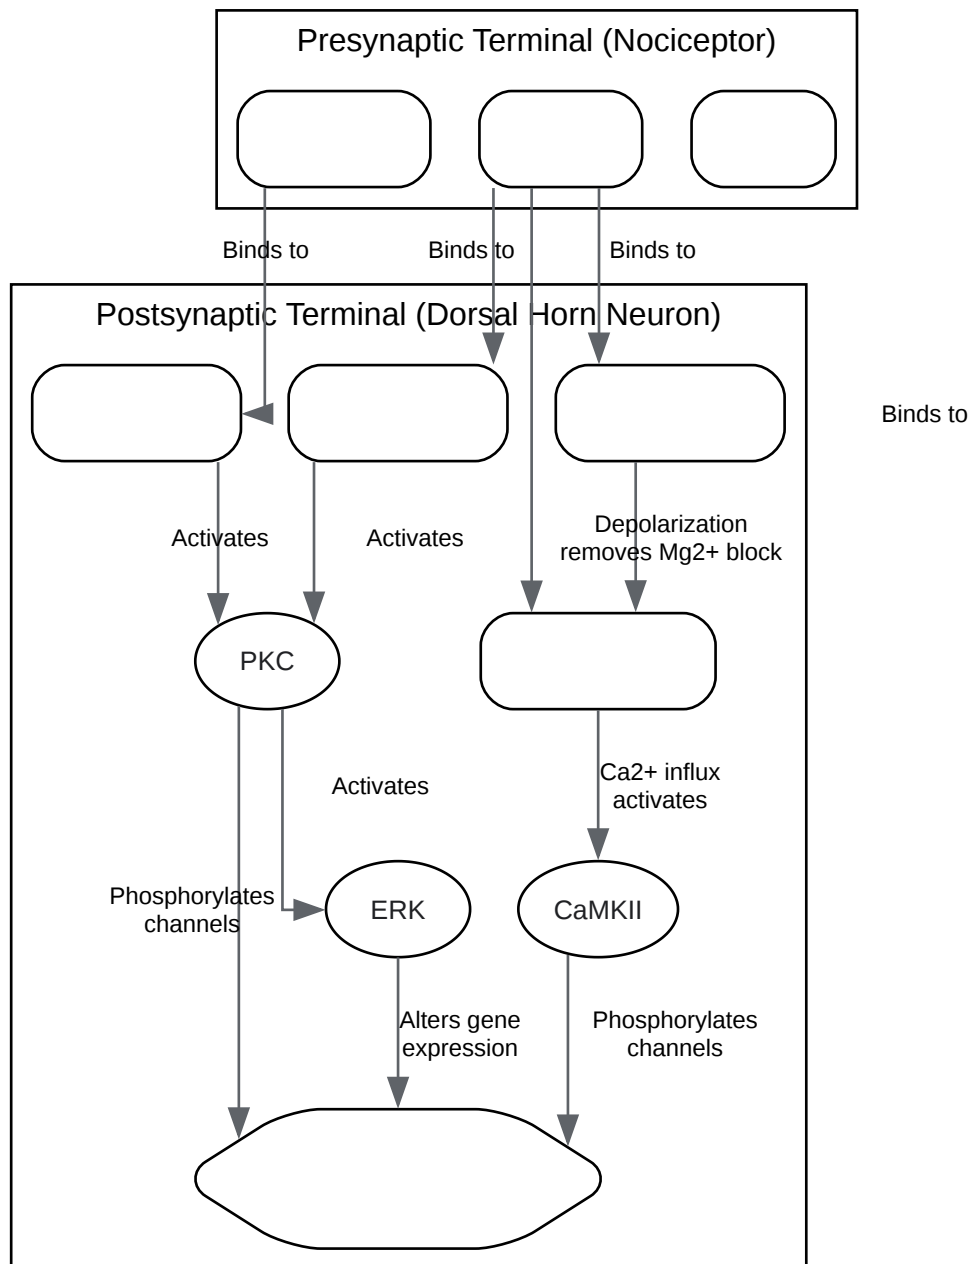 Presynaptic Terminal (Nociceptor)
Binds to
Binds to
Binds to
Postsynaptic Terminal (Dorsal Horn Neuron)
Binds to
Activates
Activates
Depolarization
removes Mg2+ block
PKC
Activates
Ca2+ influx
activates
Phosphorylates
channels
ERK
CaMKII
Alters gene
expression
Phosphorylates
channels